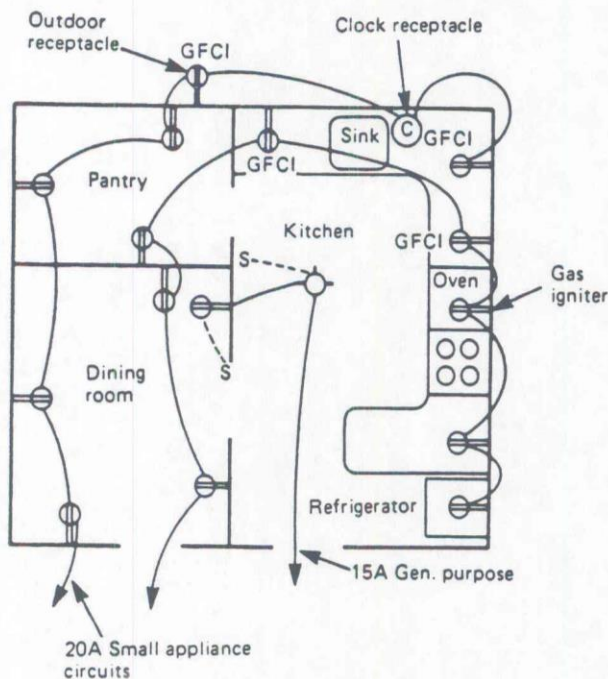 Outdoor
receptacle
GFCI
Clock receptacle
C
GFCI
Sink
GFCI
Pantry
Kitchen
GFCI
S
Oven
Gas
igniter
S
Dining
room
Refrigerator
15A Gen. purpose
20A Small appliance
circuits